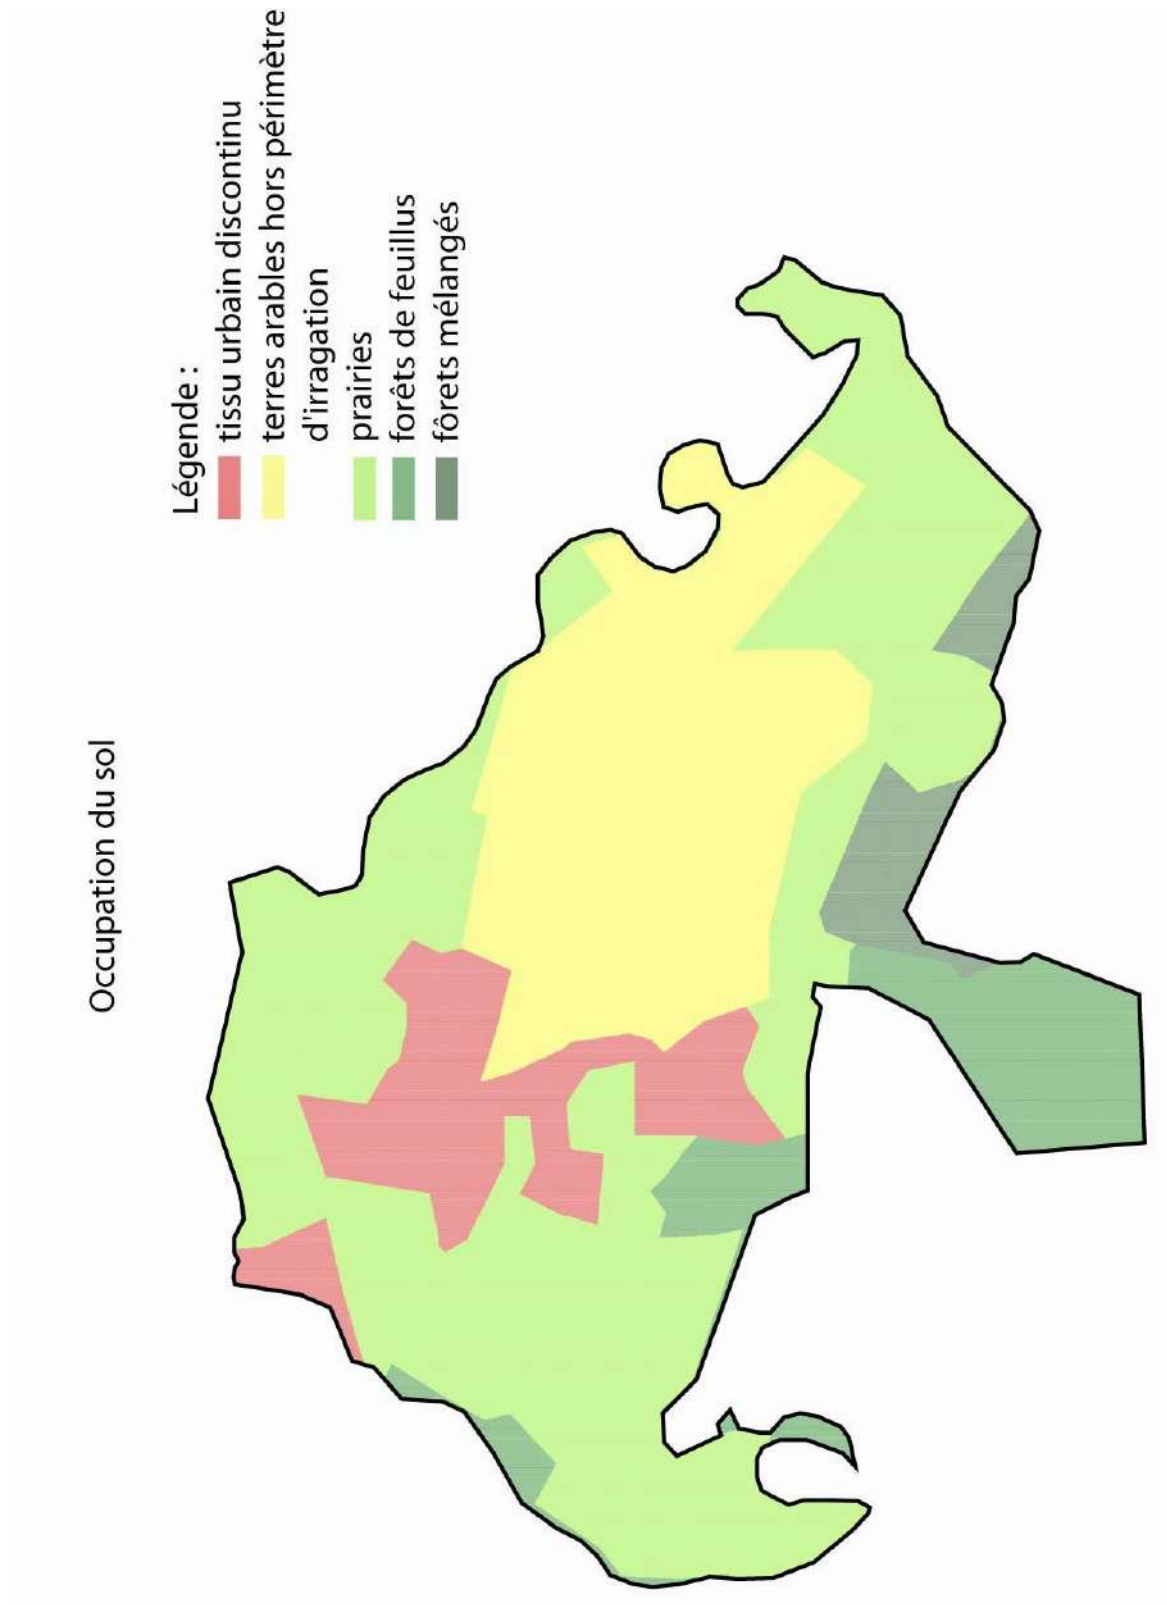 Occupation du sol
Légende :
tissu urbain discontinu
terres arables hors périmètre
d'irragation
prairies
forêts de feuillus
fôrets mélangés